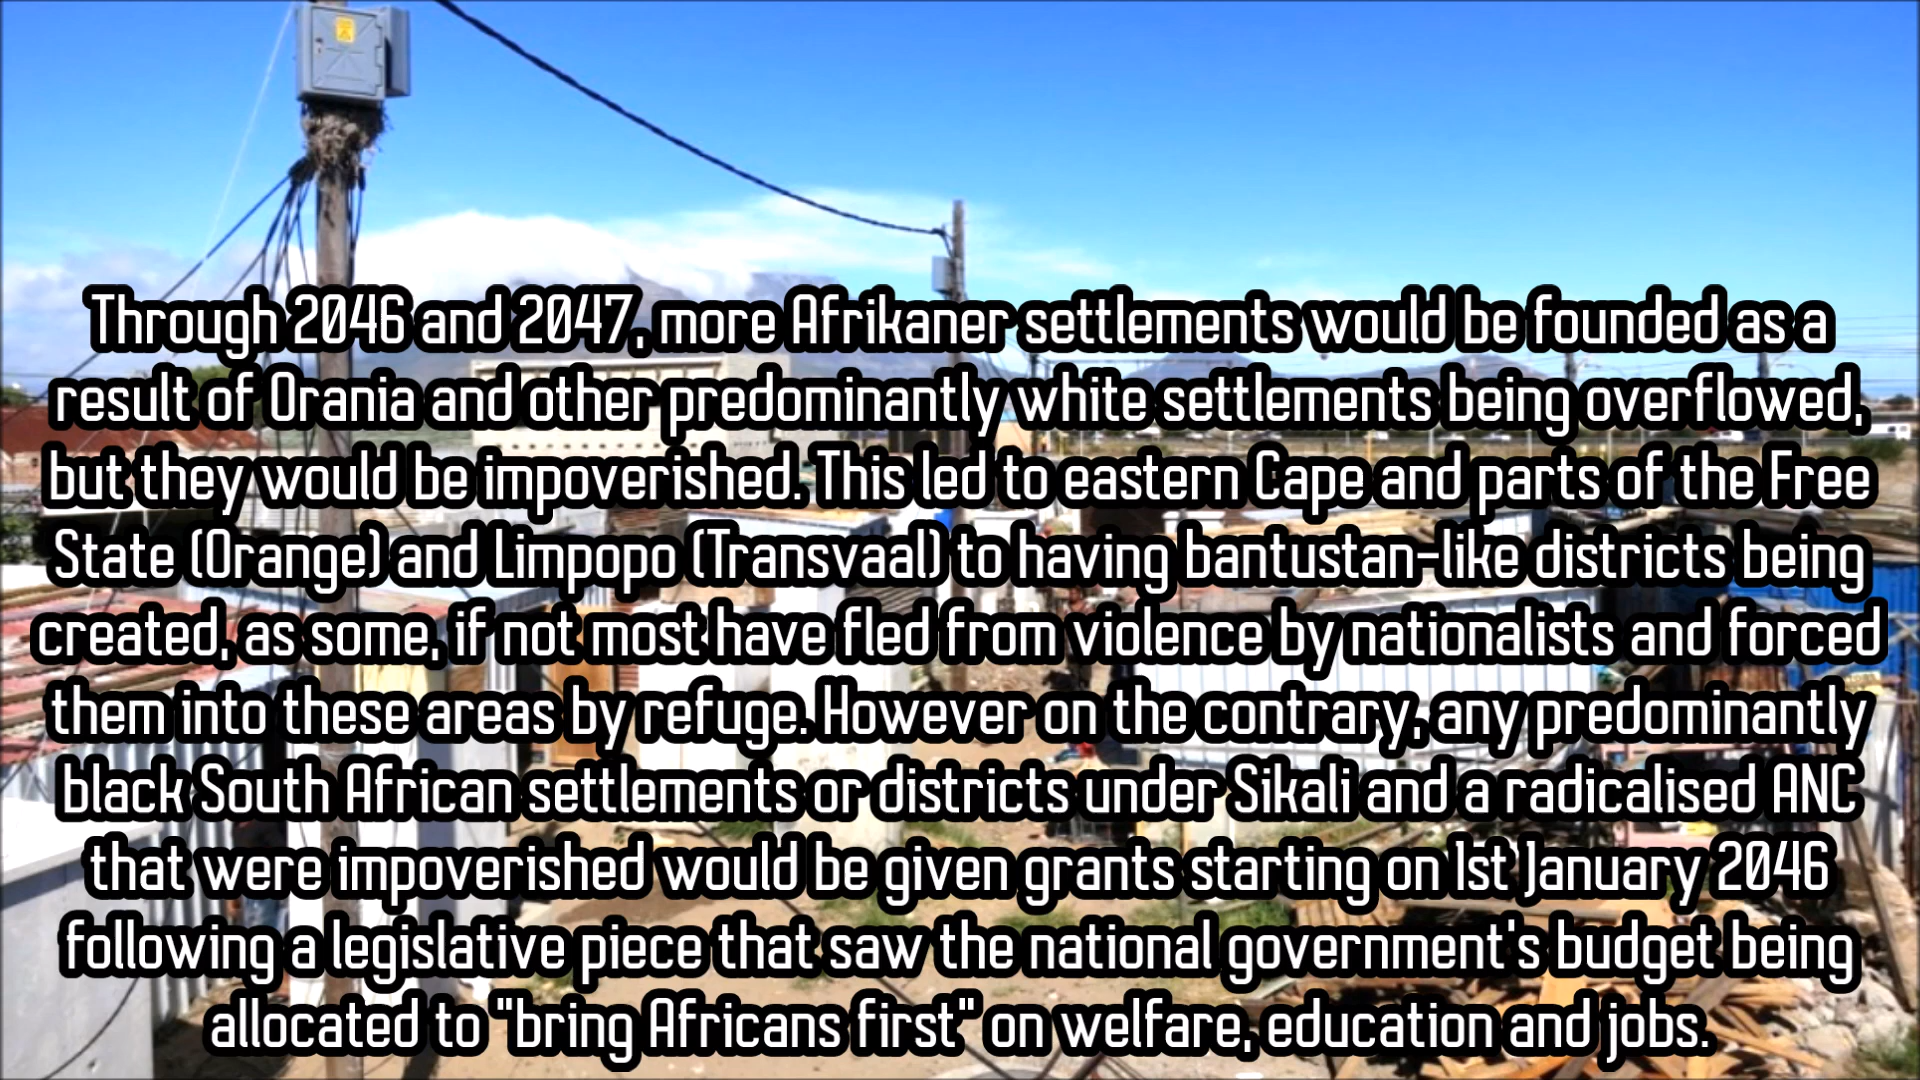 Through 2046 and 2047, more Afrikaner settlements would be founded as a
result of Orania and other predominantly white settlements being overflowed,
but they would be impoverished. This led to eastern Cape and parts of the Free
State (Orange) and Limpopo (Transvaal) to having bantustan-like districts being
created, as some, if not most have fled from violence by nationalists and forced
them into these areas by refuge. However on the contrary, any predominantly
black South African settlements or districts under Sikali and a radicalised ANC
that were impoverished would be given grants starting on 1st January 2046
following a legislative piece that saw the national government's budget being
allocated to "bring Africans first" on welfare, education and jobs.